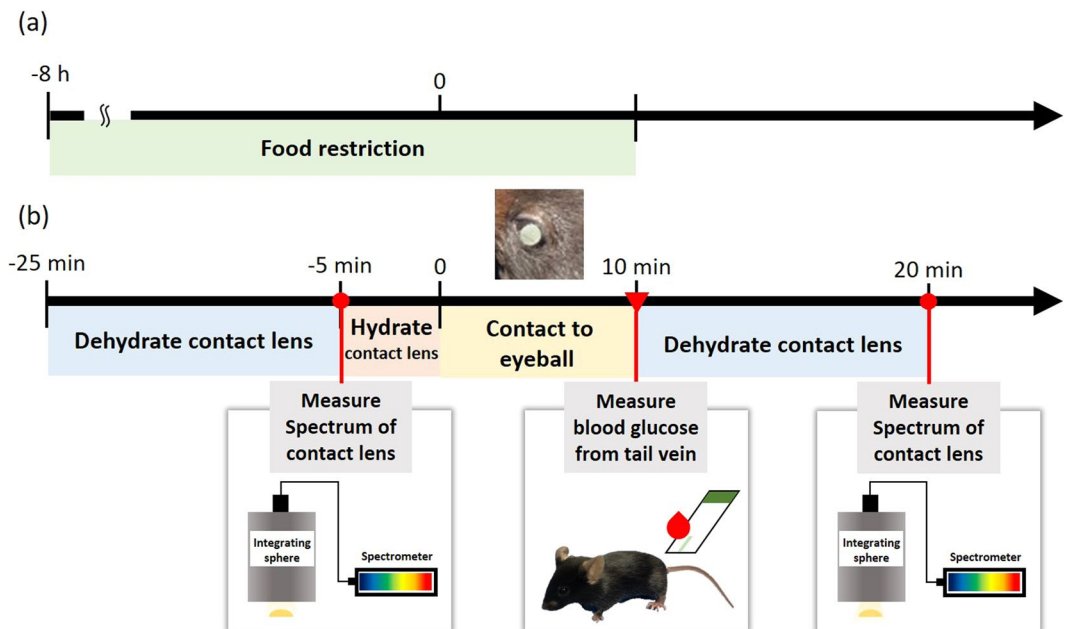 (a)
-8 h
0
Food restriction
(b)
-25 min
-5 min
0
10 min
20 min
Dehydrate contact lens
Hydrate
contact lens
Contact to
eyeball
Dehydrate contact lens
Measure
Spectrum of
contact lens
Measure
blood glucose
from tail vein
Measure
Spectrum of
contact lens
Integrating
sphere
Spectrometer
Integrating
sphere
Spectrometer